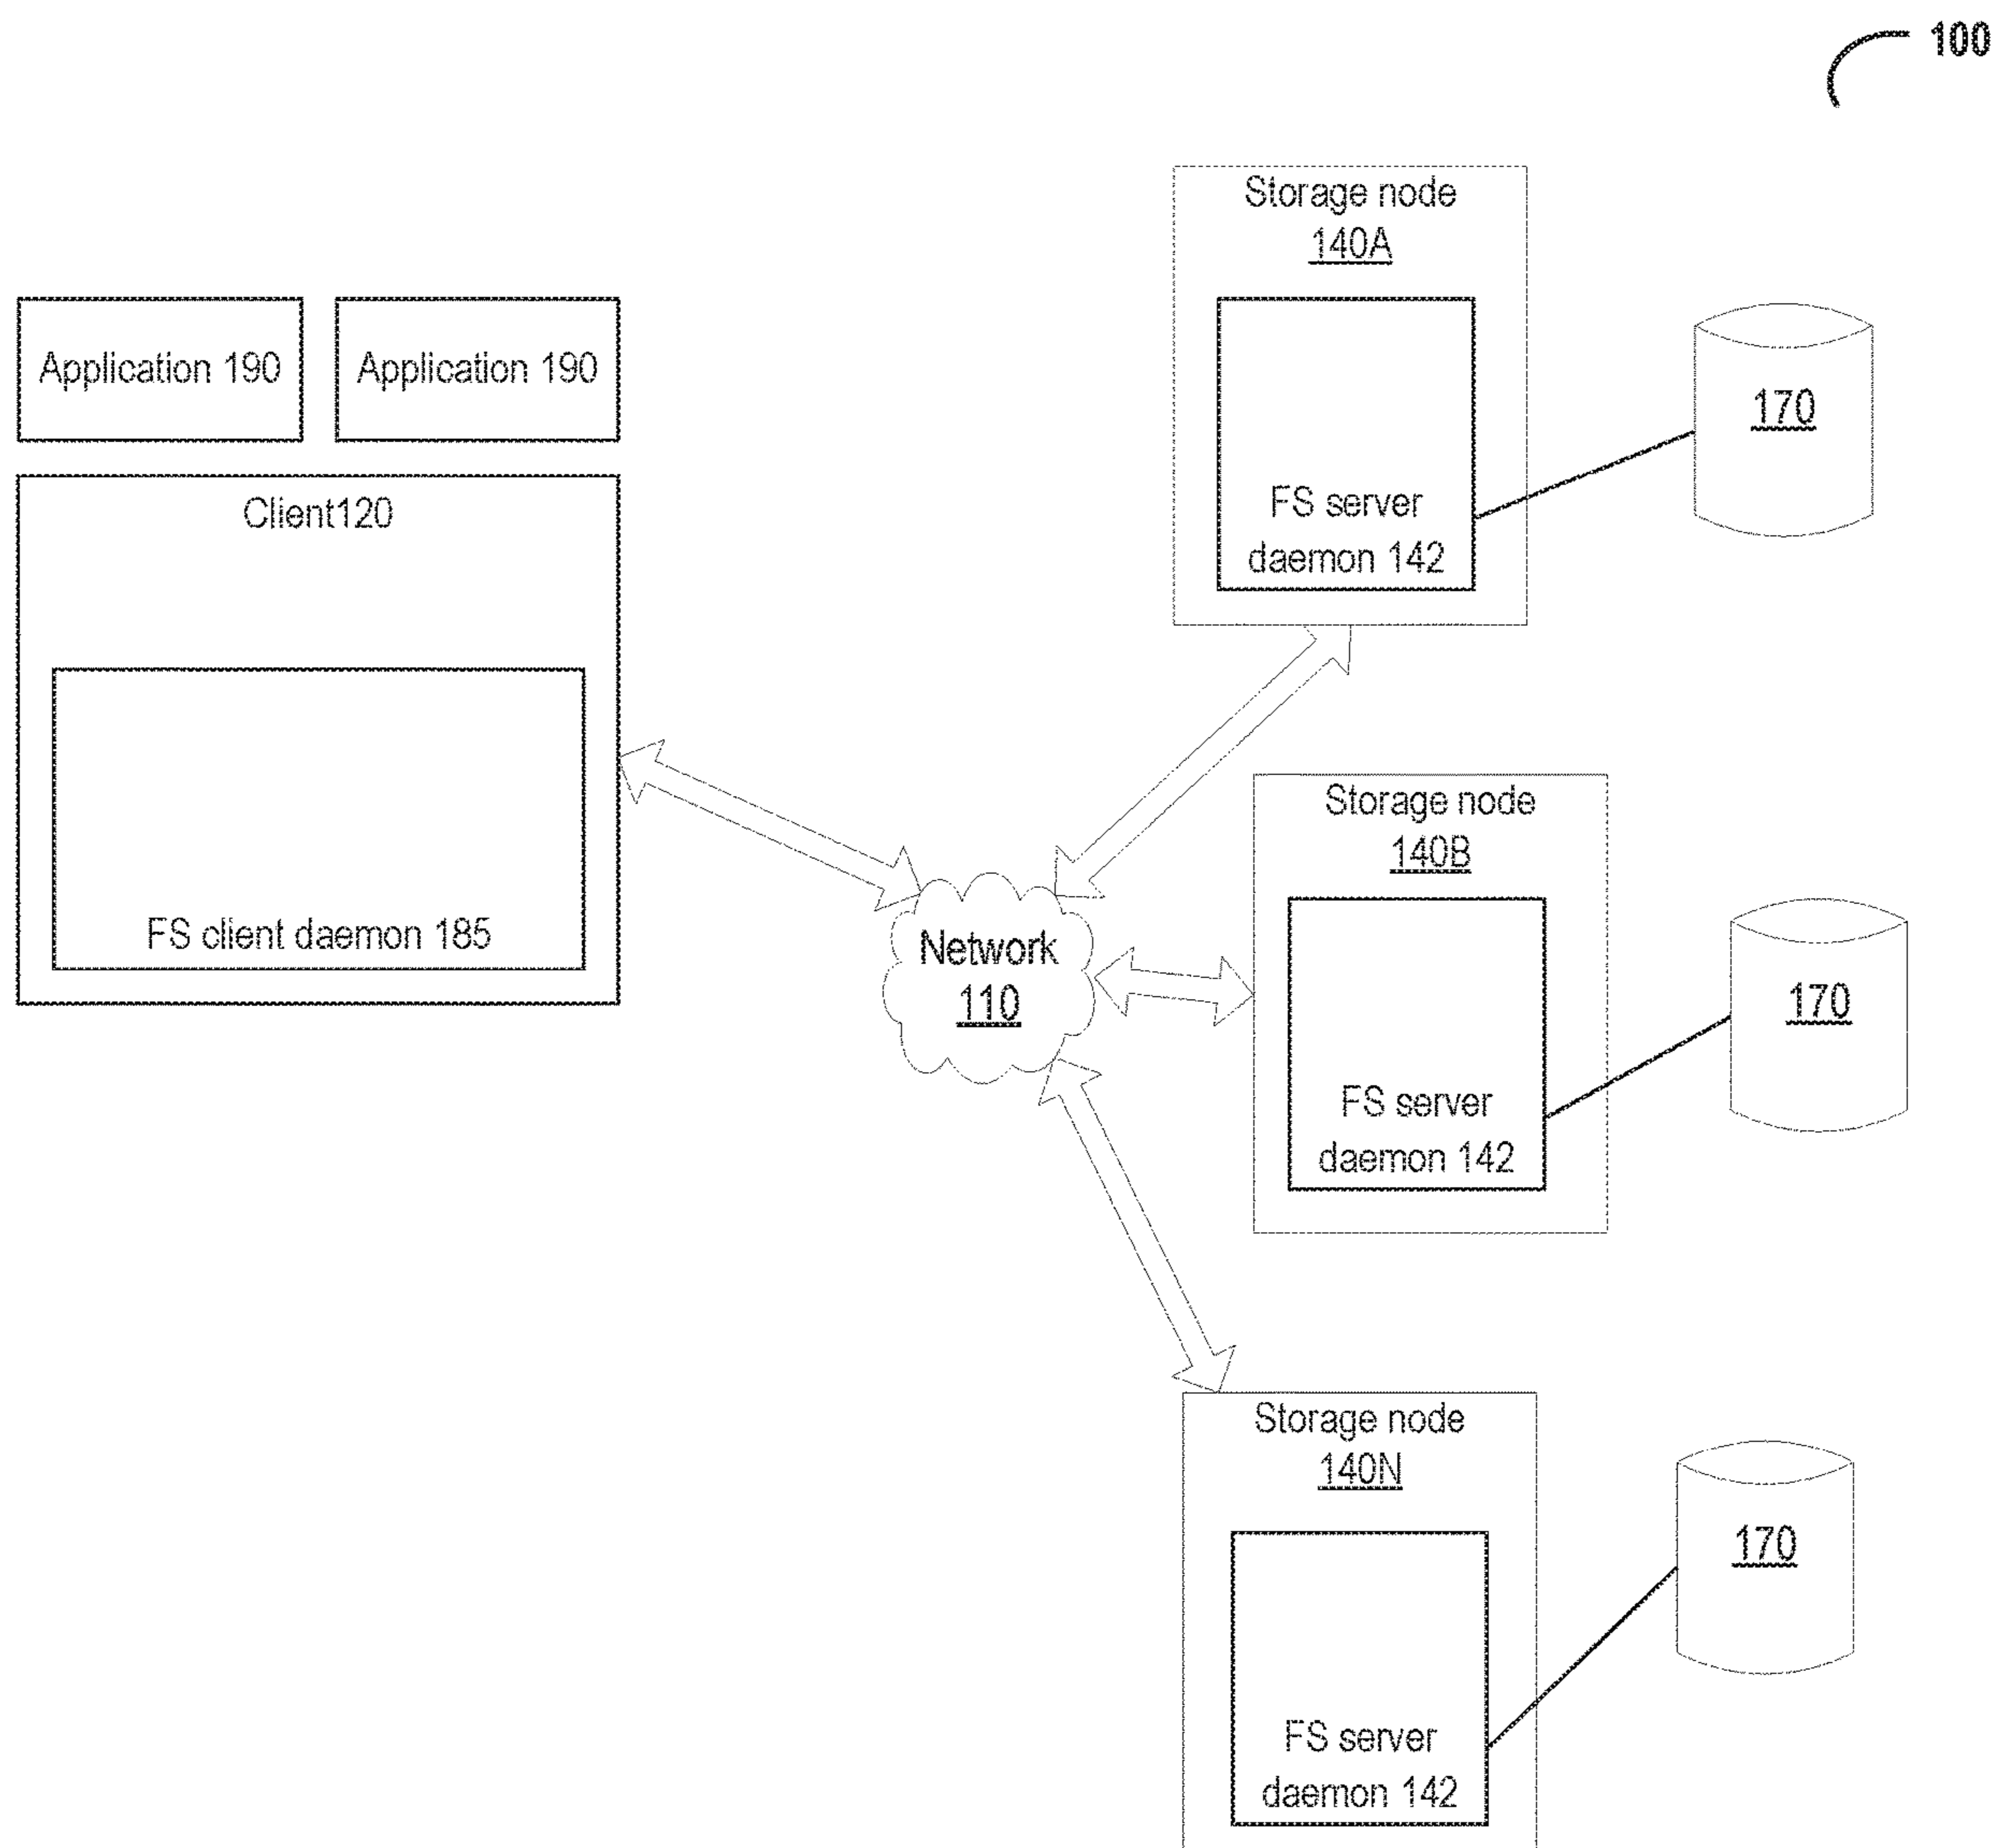 100
Storage node
140A
FS server
daemon 142
170
Application 190
Application 190
Client120
FS client daemon 185
Network
110
Storage node
140B
FS server
daemon 142
170
Storage node
140N
FS server
daemon 142
170